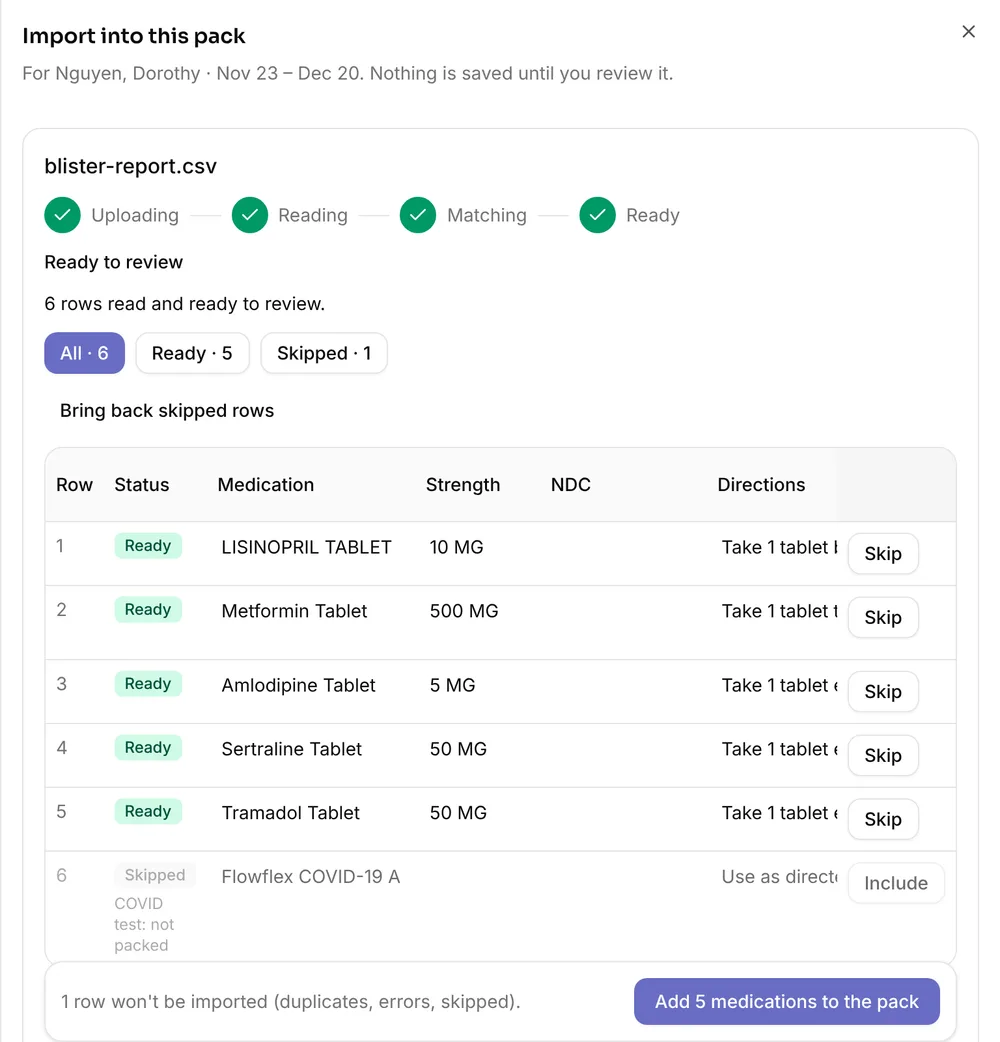 Import into this pack
For Nguyen, Dorothy · Nov 23 – Dec 20. Nothing is saved until you review it.
blister-report.csv
Uploading Reading Matching Ready
Ready to review
6 rows read and ready to review.
All · 6 Ready · 5 Skipped · 1
Bring back skipped rows
Row Status Medication Strength NDC Directions
1 Ready LISINOPRIL TABLET 10 MG Take 1 tablet Skip
2 Ready Metformin Tablet 500 MG Take 1 tablet Skip
3 Ready Amlodipine Tablet 5 MG Take 1 tablet Skip
4 Ready Sertraline Tablet 50 MG Take 1 tablet Skip
5 Ready Tramadol Tablet 50 MG Take 1 tablet Skip
6 Skipped Flowflex COVID-19 A Use as Include
COVID
test: not
packed
1 row won't be imported (duplicates, errors, skipped).
Add 5 medications to the pack